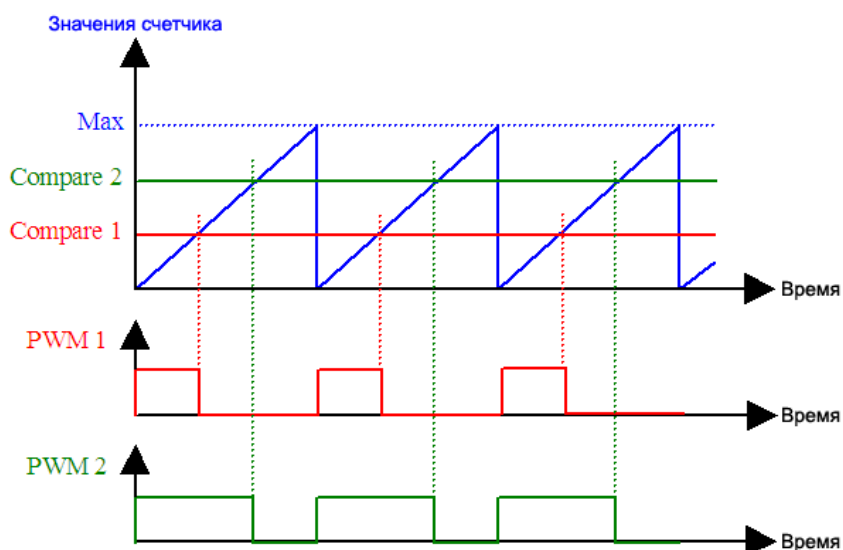 Значения счетчика
Max
Compare 2
Compare 1
Время
PWM 1
Время
PWM 2
Время